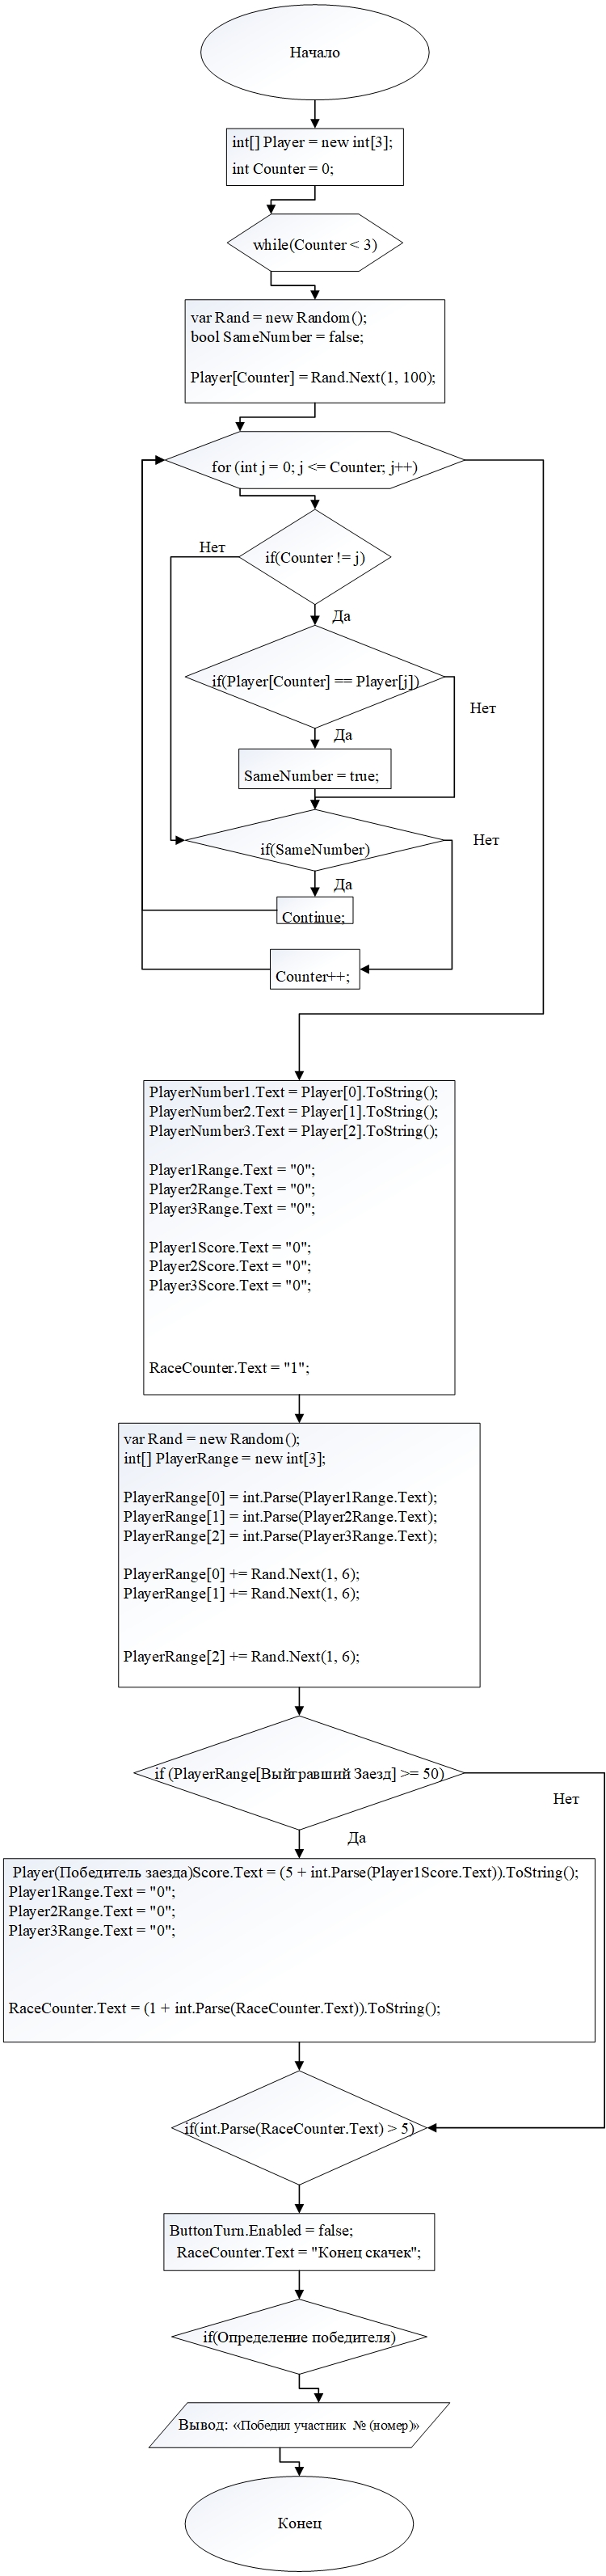 Начало
int[] Player = new int[3];
int Counter = 0;
while(Counter < 3)
var Rand = new Random();
bool SameNumber = false;
Player[Counter] = Rand.Next(1, 100);
for (int j = 0; j <= Counter; j++)
Нет
if(Counter != j)
Да
if(Player[Counter] == Player[j])
Нет
Да
SameNumber = true;
if(SameNumber)
Нет
Да
Continue;
Counter++;
PlayerNumber1.Text = Player[0].ToString();
PlayerNumber2.Text = Player[1].ToString();
PlayerNumber3.Text = Player[2].ToString();
Player1Range.Text = "0";
Player2Range.Text = "0";
Player3Range.Text = "0";
Player1Score.Text = "0";
Player2Score.Text = "0";
Player3Score.Text = "0";
RaceCounter.Text = "1";
var Rand = new Random();
int[] PlayerRange = new int[3];
PlayerRange[0] = int.Parse(Player1Range.Text);
PlayerRange[1] = int.Parse(Player2Range.Text);
PlayerRange[2] = int.Parse(Player3Range.Text);
PlayerRange[0] += Rand.Next(1, 6);
PlayerRange[1] += Rand.Next(1, 6);
PlayerRange[2] += Rand.Next(1, 6);
if (PlayerRange[Выйгравший Заезд] >= 50)
Нет
Да
Player(Победитель заезда)Score.Text = (5 + int.Parse(Player1Score.Text)).ToString();
Player1Range.Text = "0";
Player2Range.Text = "0";
Player3Range.Text = "0";
RaceCounter.Text = (1 + int.Parse(RaceCounter.Text)).ToString();
if(int.Parse(RaceCounter.Text) > 5)
ButtonTurn.Enabled = false;
RaceCounter.Text = "Конец скачек";
if(Определение победителя)
Вывод: «Победил участник № (номер)»
Конец